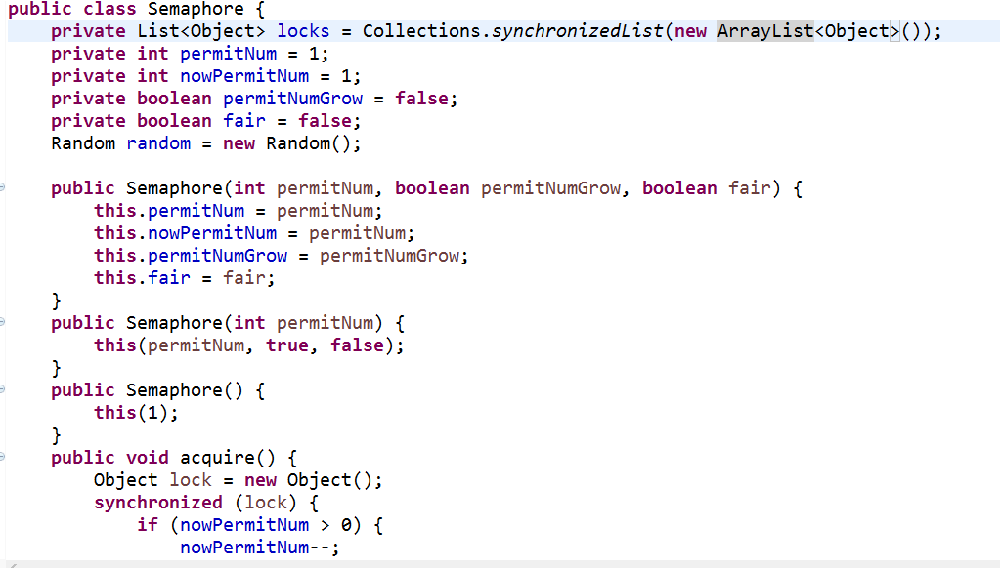 public class Semaphore {
    private List<Object> locks = Collections.synchronizedList(new ArrayList<Object>());
    private int permitNum = 1;
    private int nowPermitNum = 1;
    private boolean permitNumGrow = false;
    private boolean fair = false;
    Random random = new Random();

    public Semaphore(int permitNum, boolean permitNumGrow, boolean fair) {
        this.permitNum = permitNum;
        this.nowPermitNum = permitNum;
        this.permitNumGrow = permitNumGrow;
        this.fair = fair;
    }
    public Semaphore(int permitNum) {
        this(permitNum, true, false);
    }
    public Semaphore() {
        this(1);
    }
    public void acquire() {
        Object lock = new Object();
        synchronized (lock) {
            if (nowPermitNum > 0) {
                nowPermitNum--;